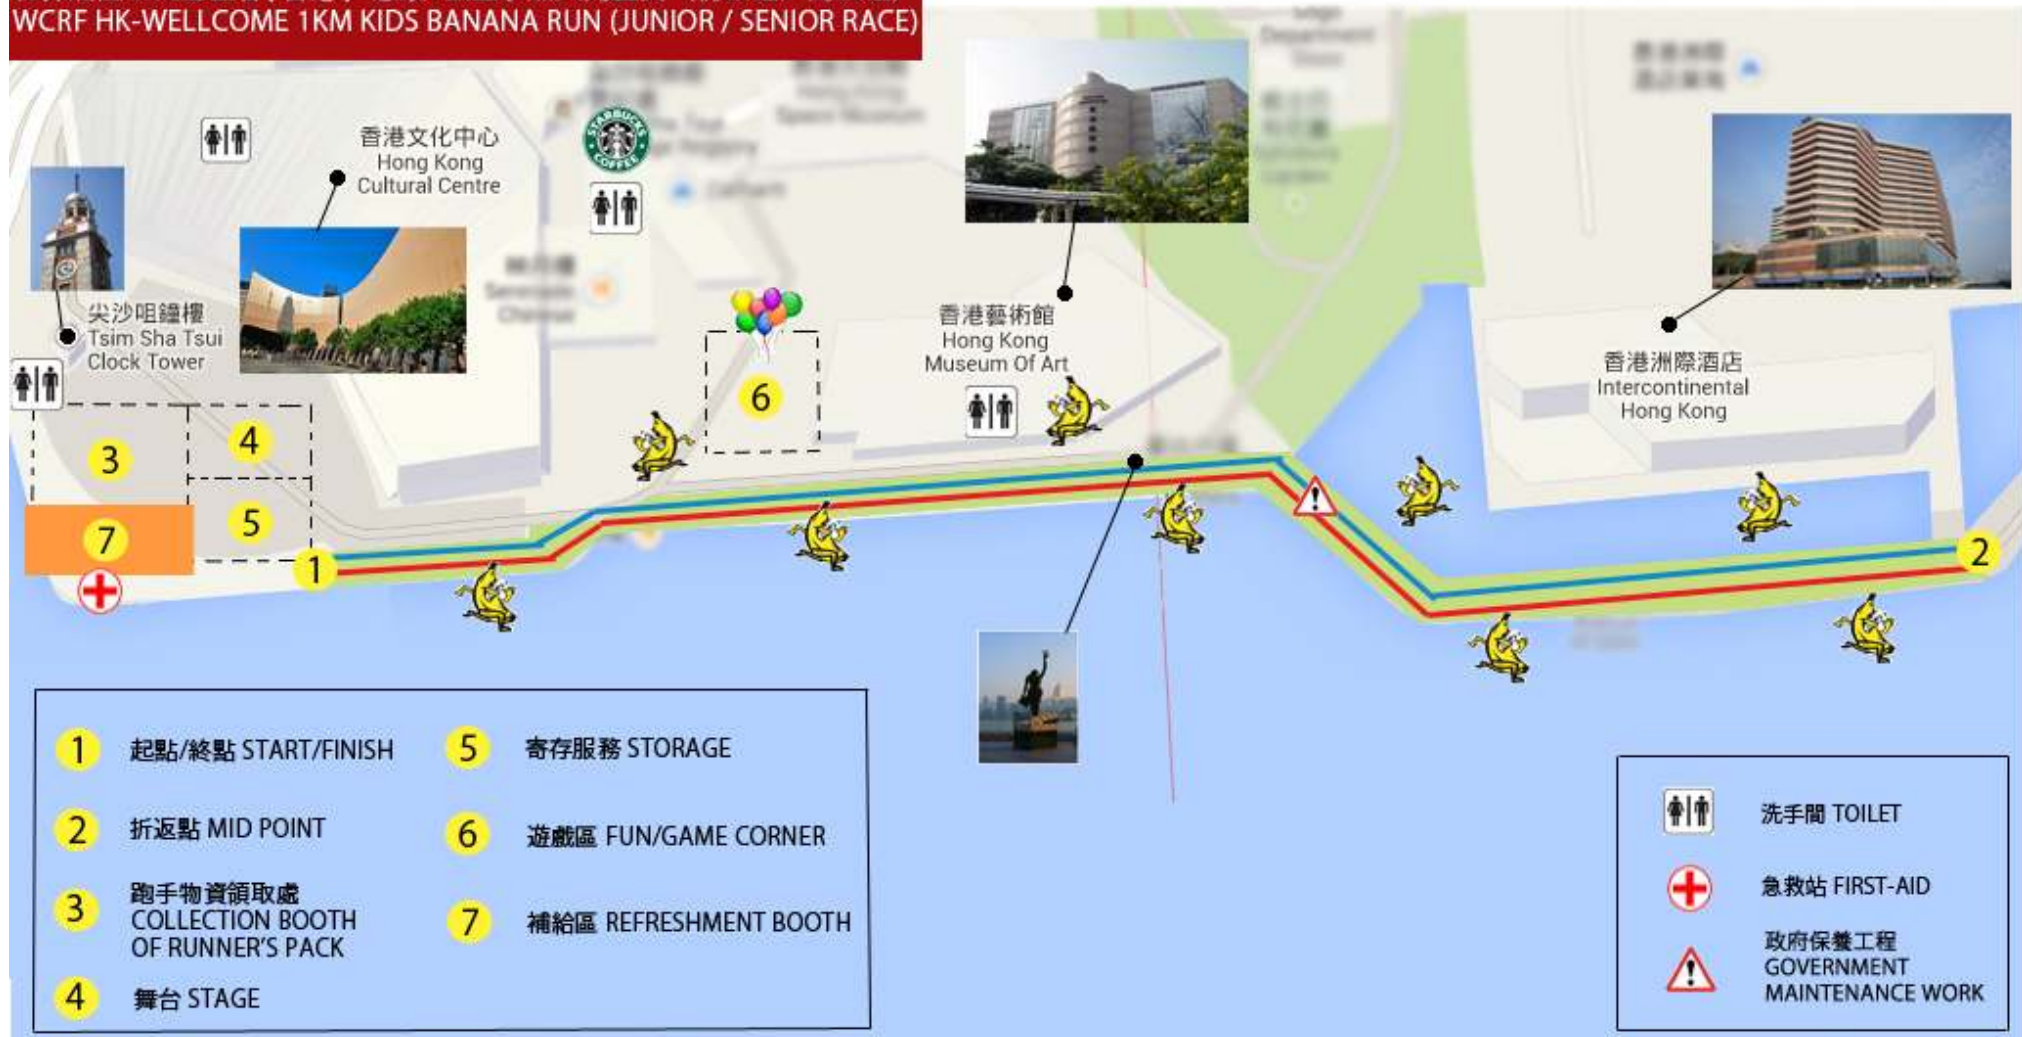 WCRF HK-WELLCOME 1KM KIDS BANANA RUN (JUNIOR / SENIOR RACE)
香港文化中心
Hong Kong
Cultural Centre
STARBUCKS
COFFEE
尖沙咀鐘樓
Tsim Sha Tsui
Clock Tower
香港藝術館
Hong Kong
Museum Of Art
香港洲際酒店
Intercontinental
Hong Kong
3
4
5
7
1
6
2
1 起點/終點 START/FINISH
2 折返點 MID POINT
3 跑手物資領取處
COLLECTION BOOTH
OF RUNNER'S PACK
4 舞台 STAGE
5 寄存服務 STORAGE
6 遊戲區 FUN/GAME CORNER
7 補給區 REFRESHMENT BOOTH
洗手間 TOILET
急救站 FIRST-AID
政府保養工程
GOVERNMENT
MAINTENANCE WORK